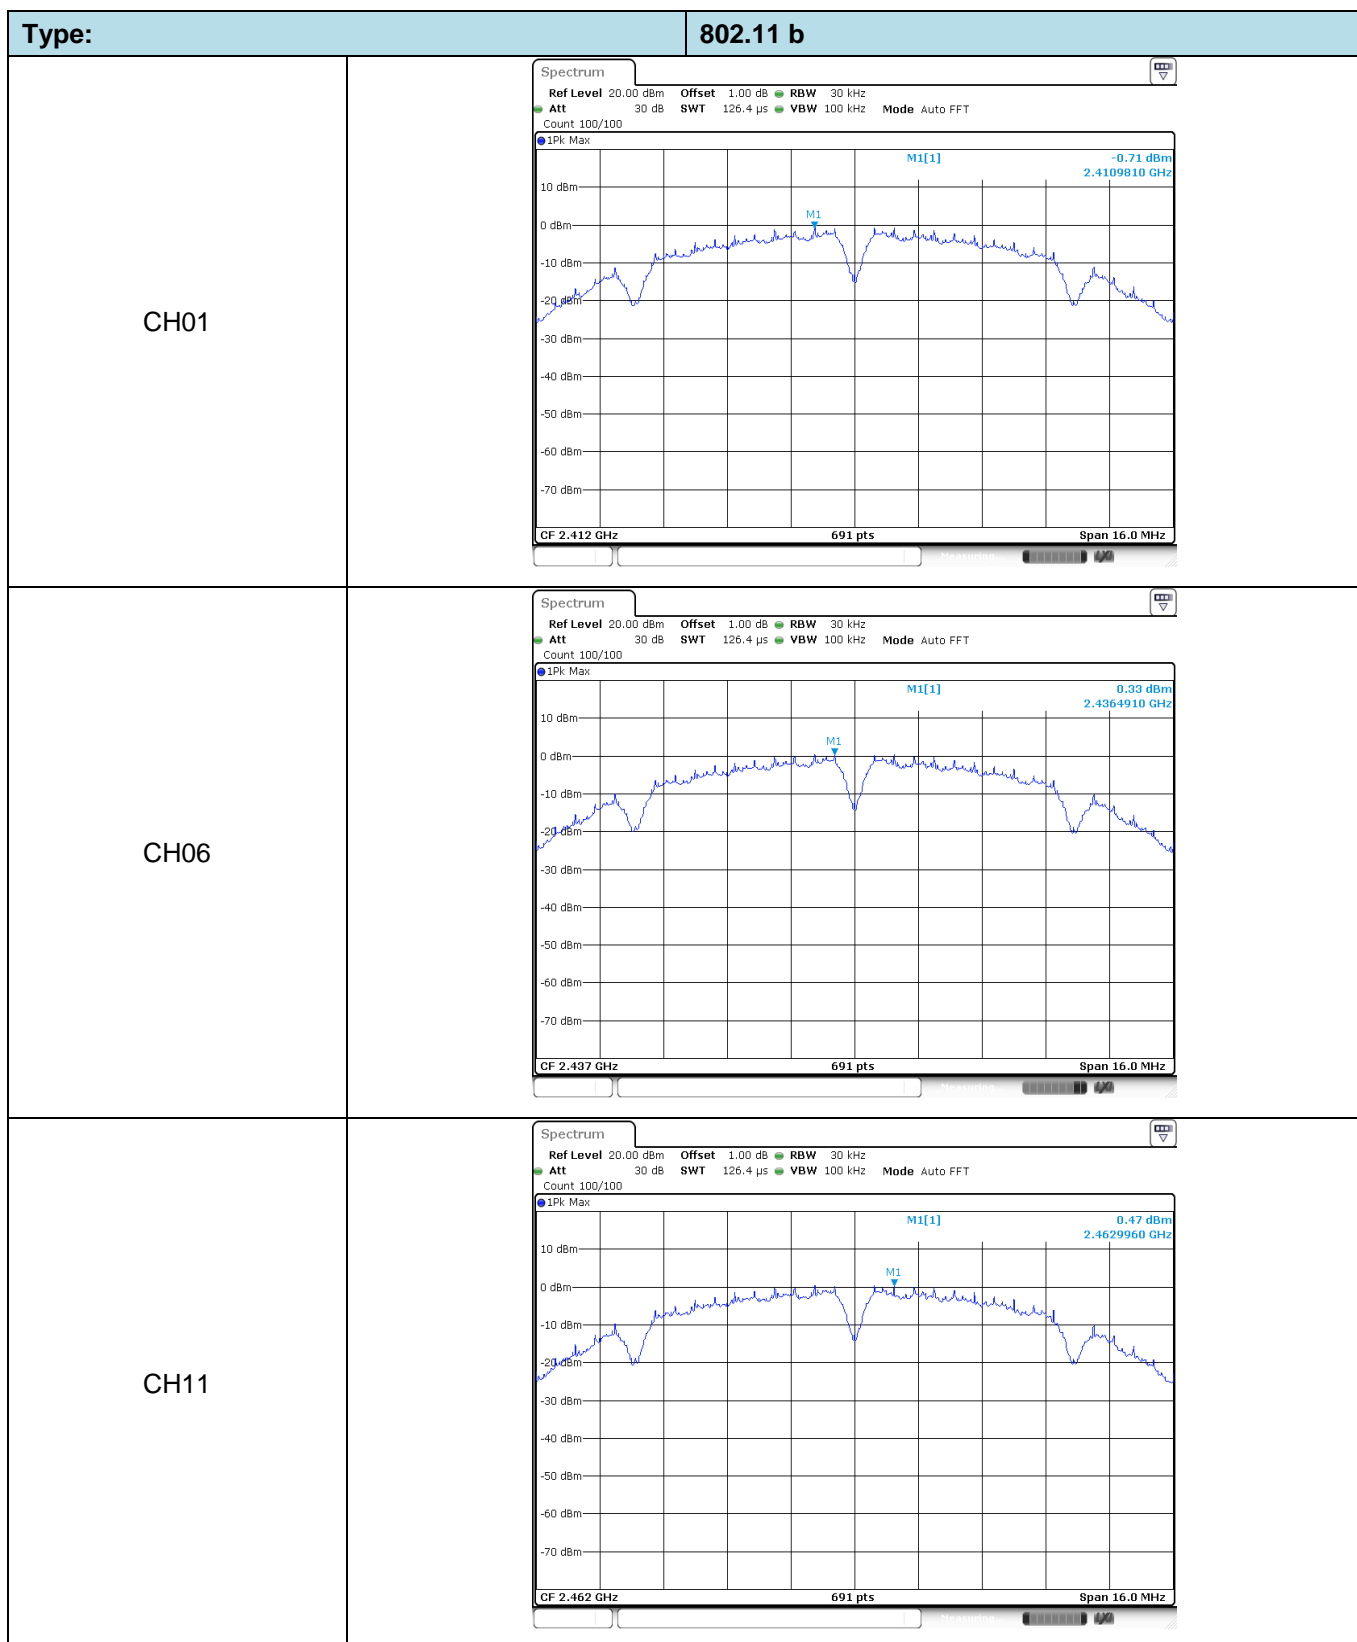 Type: 802.11 b
CH01
Spectrum
Ref Level 20.00 dBm Offset 1.00 dB RBW 30 kHz
Att 30 dB SWT 126.4 µs VBW 100 kHz Mode Auto FFT
Count 100/100
1Pk Max
M1[1] -0.71 dBm
2.4109810 GHz
10 dBm
M1
0 dBm
-10 dBm
-20 dBm
-30 dBm
-40 dBm
-50 dBm
-60 dBm
-70 dBm
CF 2.412 GHz 691 pts Span 16.0 MHz
Measuring...
CH06
Spectrum
Ref Level 20.00 dBm Offset 1.00 dB RBW 30 kHz
Att 30 dB SWT 126.4 µs VBW 100 kHz Mode Auto FFT
Count 100/100
1Pk Max
M1[1] 0.33 dBm
2.4364910 GHz
10 dBm
M1
0 dBm
-10 dBm
-20 dBm
-30 dBm
-40 dBm
-50 dBm
-60 dBm
-70 dBm
CF 2.437 GHz 691 pts Span 16.0 MHz
Measuring...
CH11
Spectrum
Ref Level 20.00 dBm Offset 1.00 dB RBW 30 kHz
Att 30 dB SWT 126.4 µs VBW 100 kHz Mode Auto FFT
Count 100/100
1Pk Max
M1[1] 0.47 dBm
2.4629960 GHz
10 dBm
M1
0 dBm
-10 dBm
-20 dBm
-30 dBm
-40 dBm
-50 dBm
-60 dBm
-70 dBm
CF 2.462 GHz 691 pts Span 16.0 MHz
Measuring...